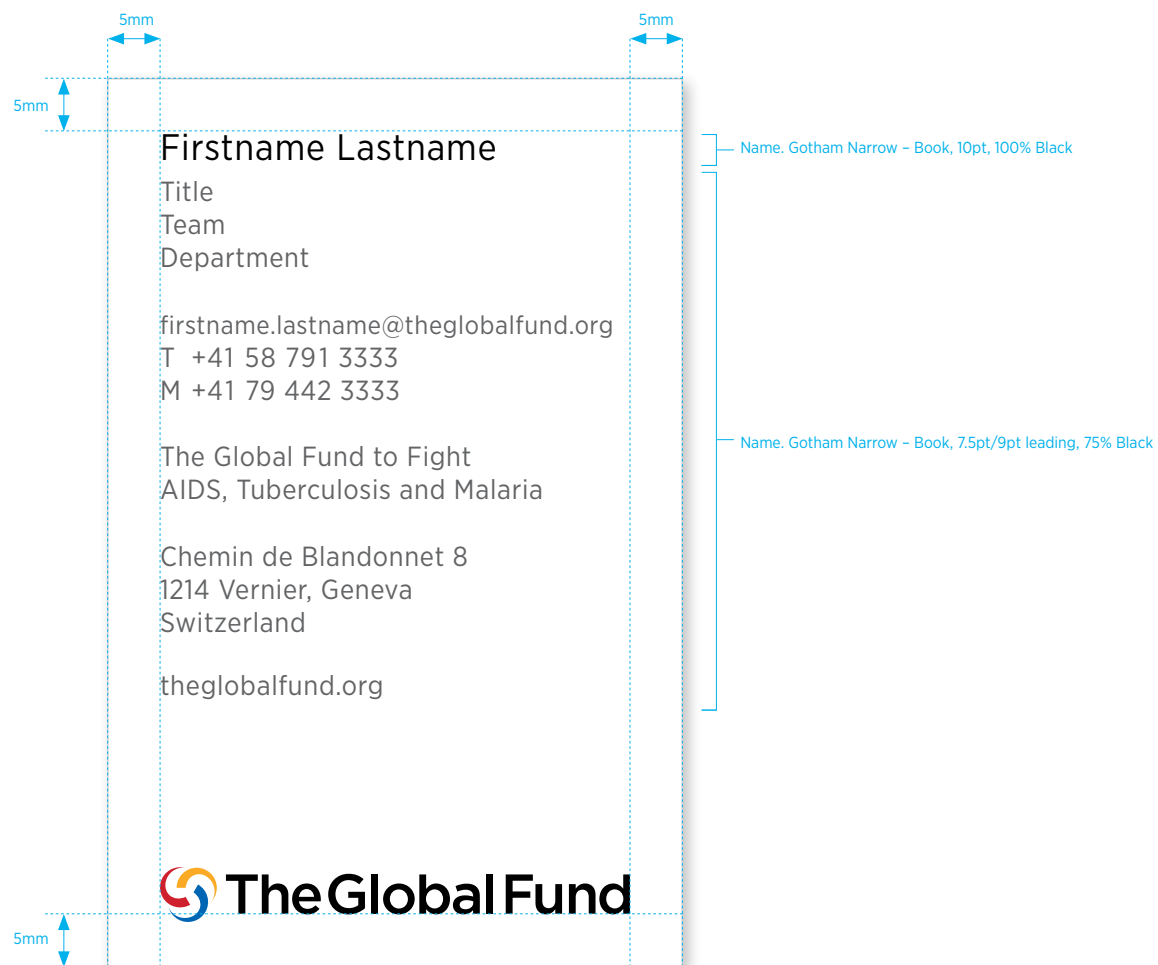 5mm
5mm
5mm
Firstname Lastname
Name. Gotham Narrow – Book, 10pt, 100% Black
Title
Team
Department
firstname.lastname@theglobalfund.org
T +41 58 791 3333
M +41 79 442 3333
Name. Gotham Narrow – Book, 7.5pt/9pt leading, 75% Black
The Global Fund to Fight
AIDS, Tuberculosis and Malaria
Chemin de Blandonnet 8
1214 Vernier, Geneva
Switzerland
theglobalfund.org
The Global Fund
5mm